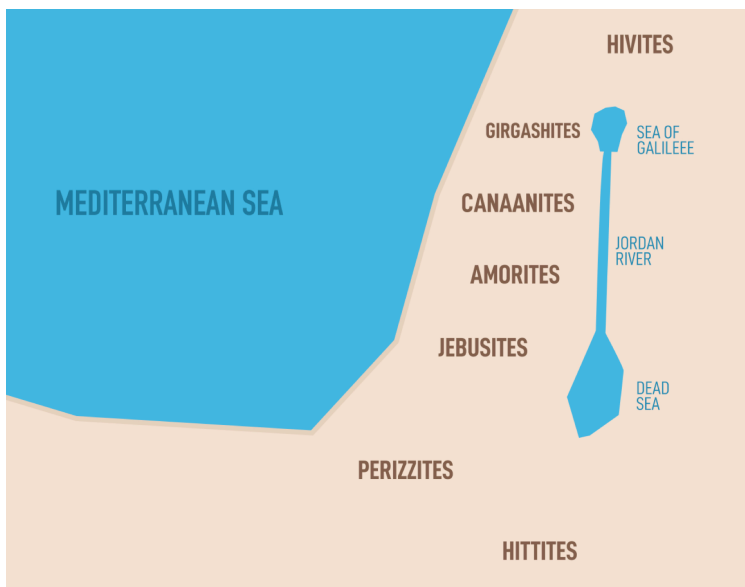 HIVITES
GIRGASHITES
SEA OF
GALILEEE
MEDITERRANEAN SEA
CANAANITES
JORDAN
RIVER
AMORITES
JEBUSITES
DEAD
SEA
PERIZZITES
HITTITES